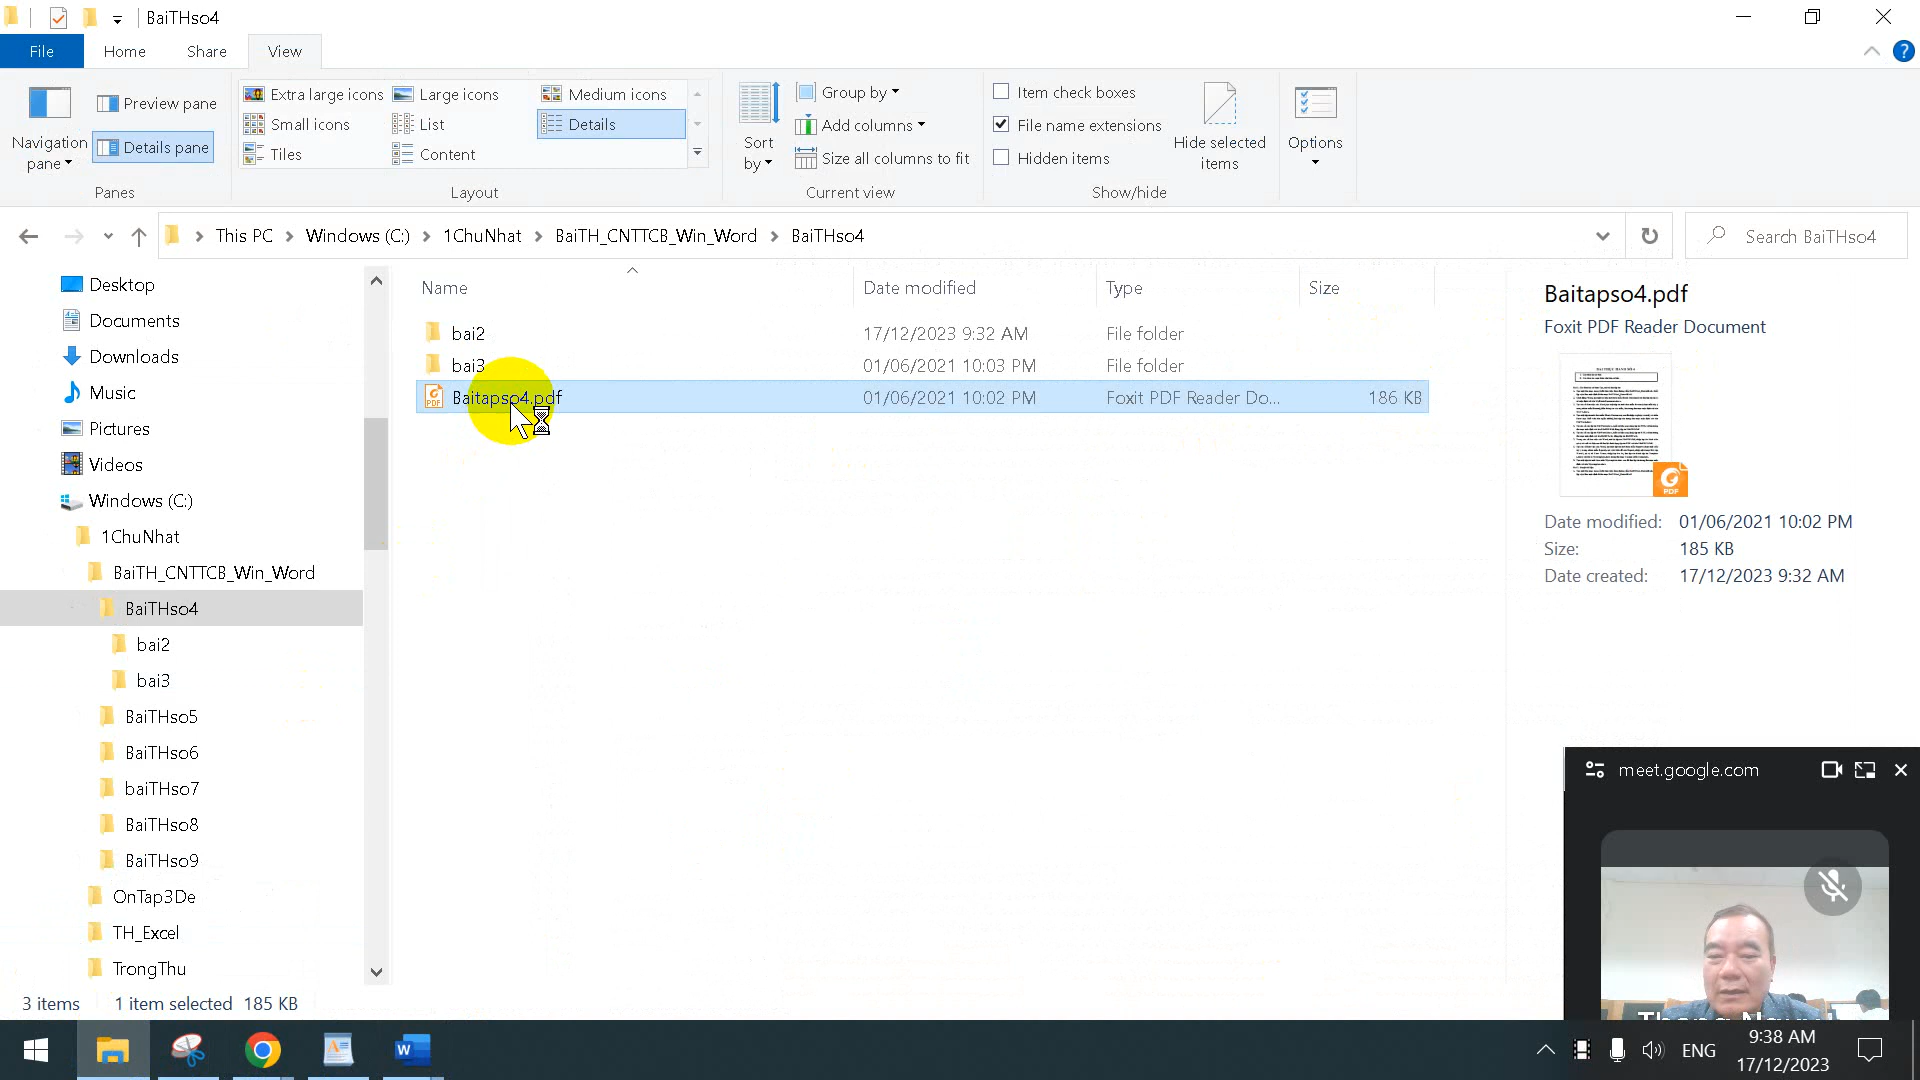 BaiTHso4
File
Home
Share
View
Navigation pane
Preview pane
Details pane
Panes
Extra large icons
Large icons
Medium icons
Small icons
List
Details
Tiles
Content
Layout
Sort by
Group by
Add columns
Size all columns to fit
Current view
Item check boxes
File name extensions
Hidden items
Hide selected items
Show/hide
Options
This PC > Windows (C:) > 1ChuNhat > BaiTH_CNTTCB_Win_Word > BaiTHso4
Search BaiTHso4
Desktop
Documents
Downloads
Music
Pictures
Videos
Windows (C:)
1ChuNhat
BaiTH_CNTTCB_Win_Word
BaiTHso4
bai2
bai3
BaiTHso5
BaiTHso6
baiTHso7
BaiTHso8
BaiTHso9
OnTap3De
TH_Excel
TrongThu
Name Date modified Type Size
bai2 17/12/2023 9:32 AM File folder
bai3 01/06/2021 10:03 PM File folder
Baitapso4.pdf 01/06/2021 10:02 PM Foxit PDF Reader Do... 186 KB
Baitapso4.pdf
Foxit PDF Reader Document
PDF
Date modified: 01/06/2021 10:02 PM
Size: 185 KB
Date created: 17/12/2023 9:32 AM
meet.google.com
3 items 1 item selected 185 KB
ENG
9:38 AM
17/12/2023